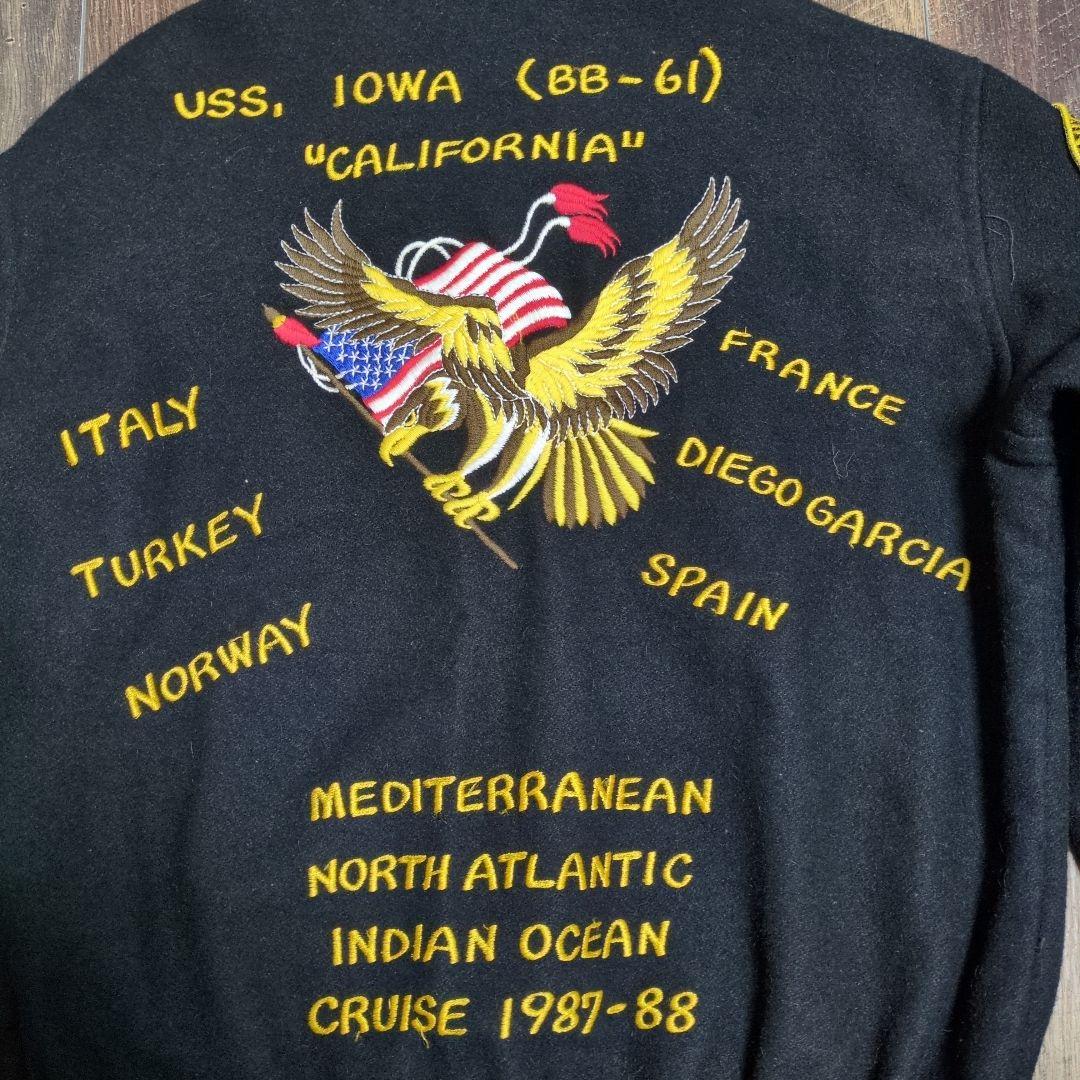 USS, IOWA (BB-61)
"CALIFORNIA"
ITALY
TURKEY
NORWAY
FRANCE
DIEGO GARCIA
SPAIN
MEDITERRANEAN
NORTH ATLANTIC
INDIAN OCEAN
CRUISE 1987-88